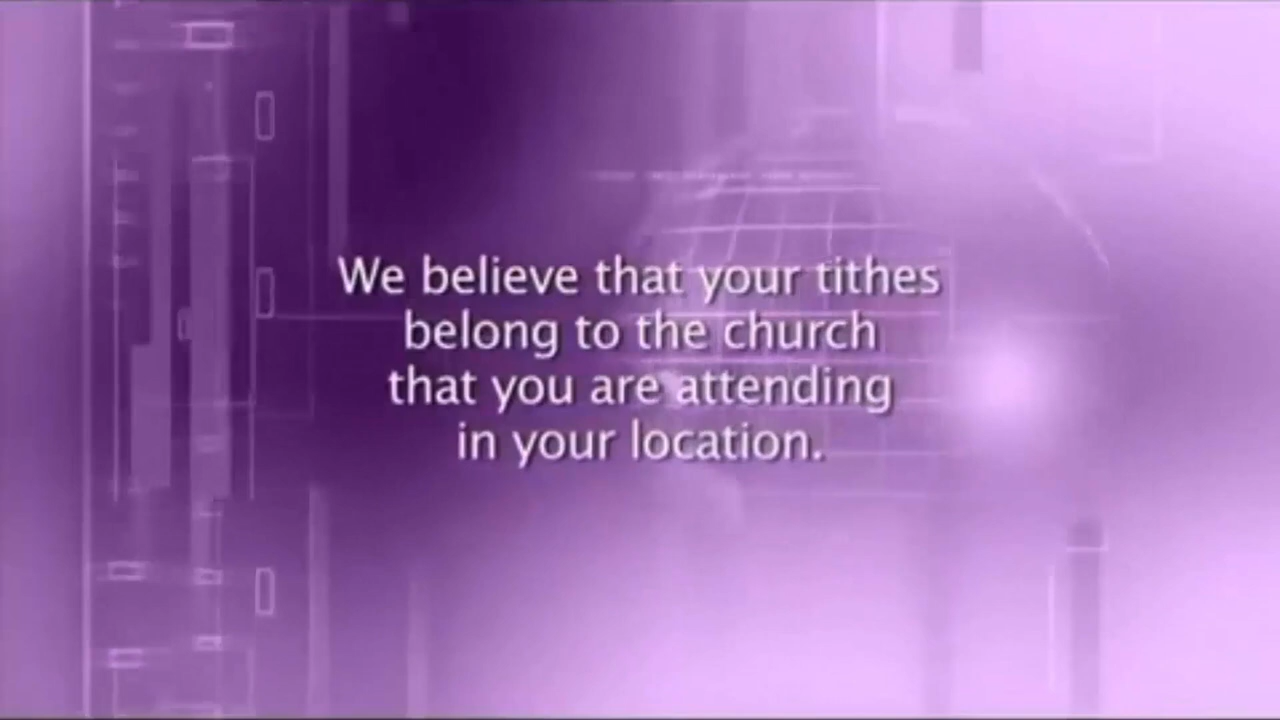 We believe that your tithes
belong to the church
that you are attending
in your location.